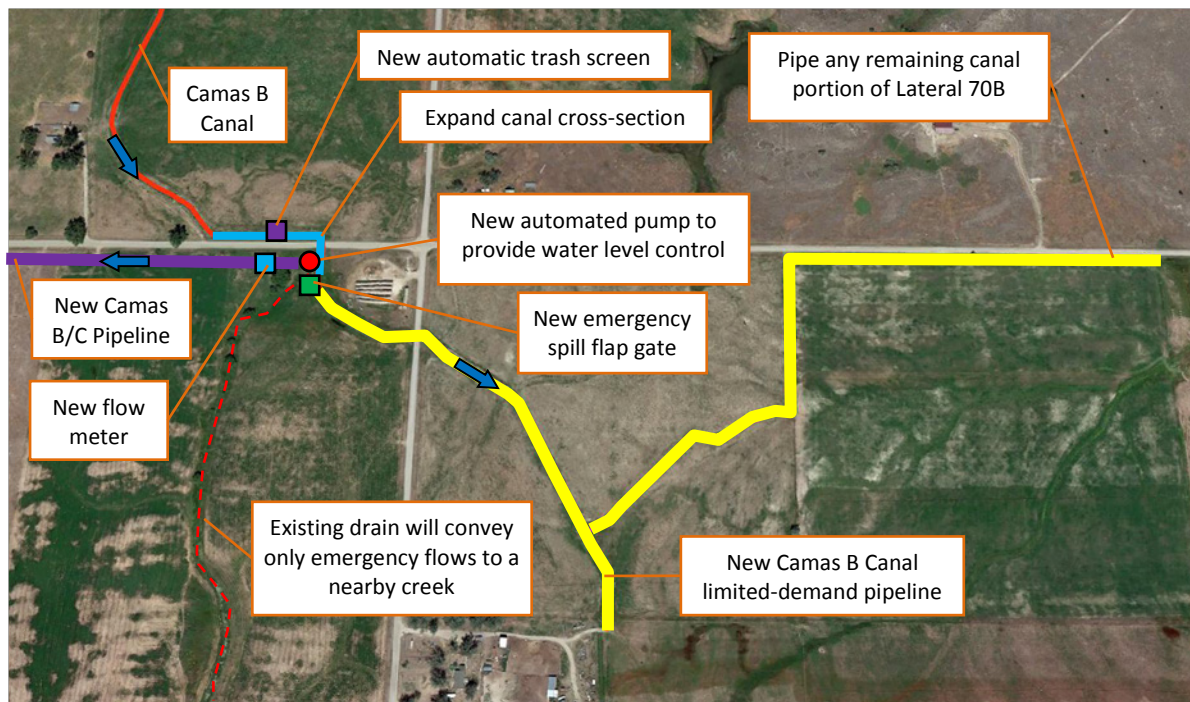 New automatic trash screen
Camas B
Canal
Expand canal cross-section
Pipe any remaining canal
portion of Lateral 70B
New automated pump to
provide water level control
New Camas
B/C Pipeline
New emergency
spill flap gate
New flow
meter
Existing drain will convey
only emergency flows to a
nearby creek
New Camas B Canal
limited-demand pipeline